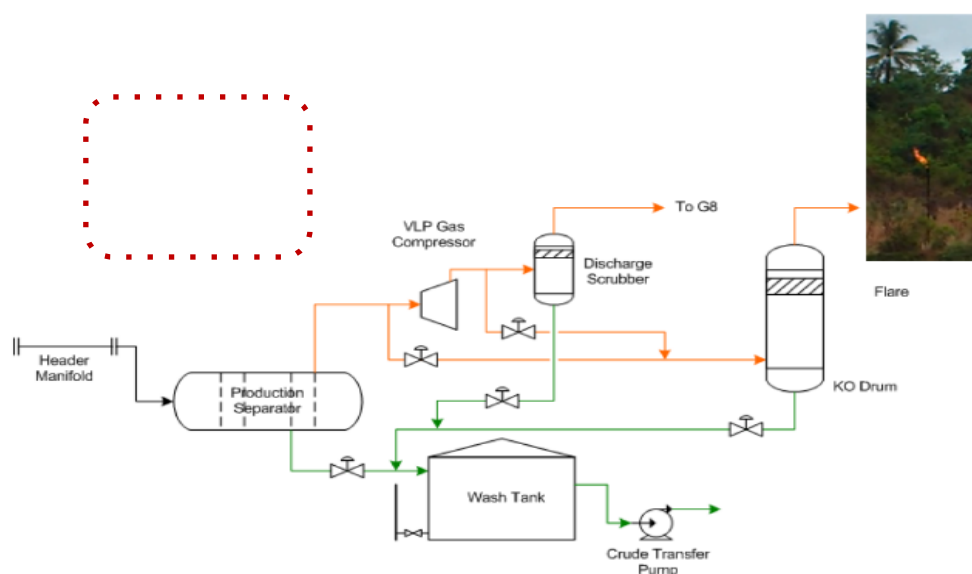 To G8
VLP Gas
Compressor
Discharge
Scrubber
Flare
Header
Manifold
Production
Separator
KO Drum
Wash Tank
Crude Transfer
Pump